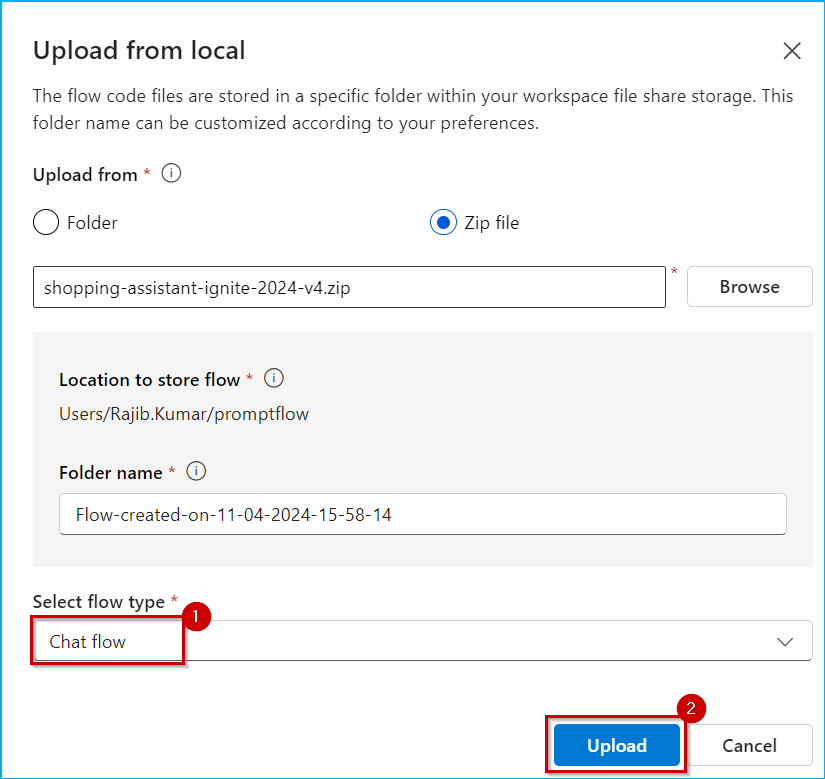 Upload from local
The flow code files are stored in a specific folder within your workspace file share storage. This
folder name can be customized according to your preferences.
Upload from *
Folder
Zip file
shopping-assistant-ignite-2024-v4.zip *
Browse
Location to store flow *
Users/Rajib.Kumar/promptflow
Folder name *
Flow-created-on-11-04-2024-15-58-14
Select flow type *
1
Chat flow
2
Upload
Cancel